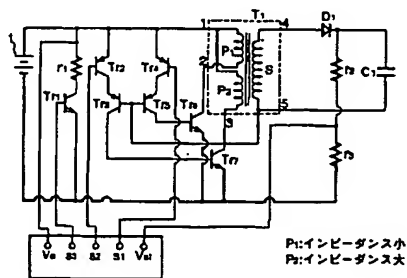 T₁
1
4
D₁
t
r₁
Tr₂
Tr₄
2
P₁
S
r₂
C₁
P₂
Tr₁
Tr₃
Tr₅
Tr₆
3
5
Tr₇
r₃
Va
S3
S2
S1
P₁:インピーダンス小
P₂:インピーダンス大